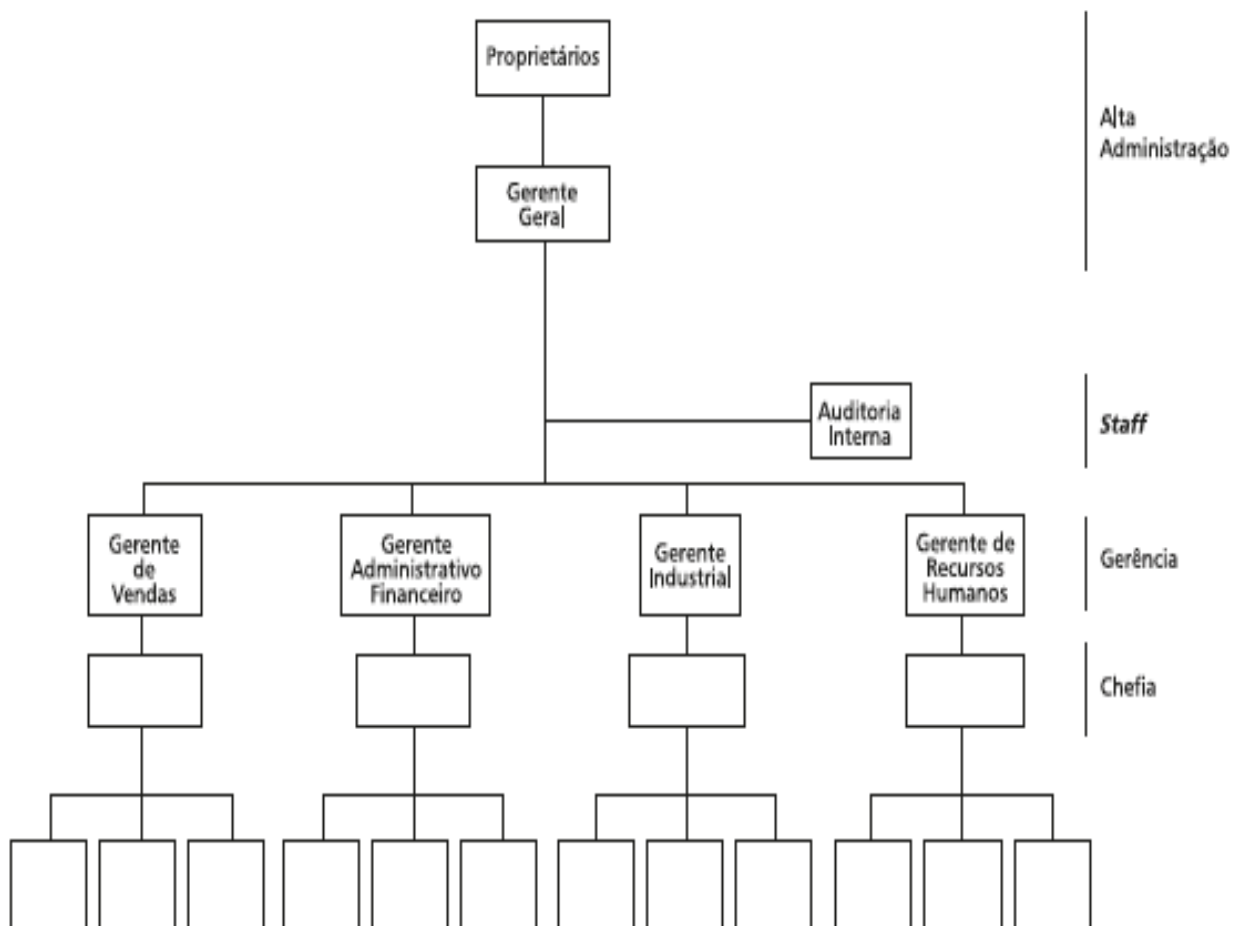 Proprietários
Alta
Administração
Gerente
Geral
Auditoria
Interna
Staff
Gerente
de
Vendas
Gerente
Administrativo
Financeiro
Gerente
Industrial
Gerente de
Recursos
Humanos
Gerência
Chefia